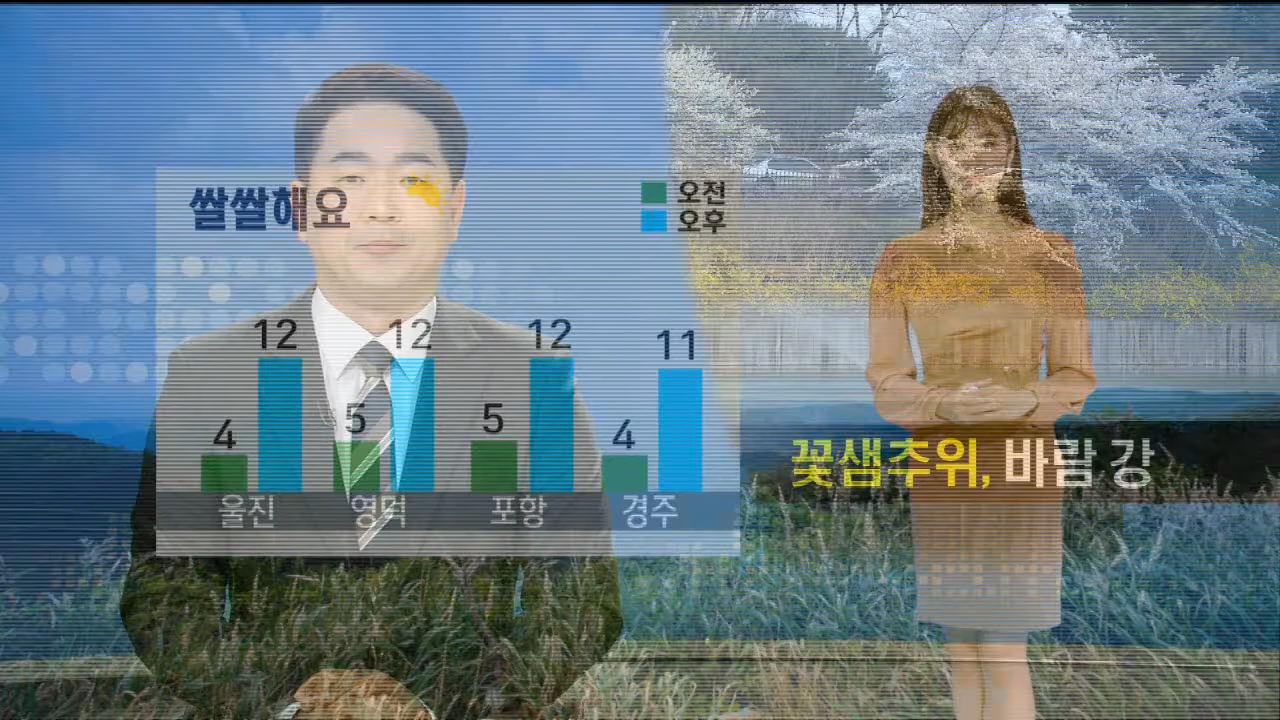 쌀쌀해요
오전
오후
12 12 12 11
4 5 5 4
울진 영덕 포항 경주
꽃샘추위, 바람 강